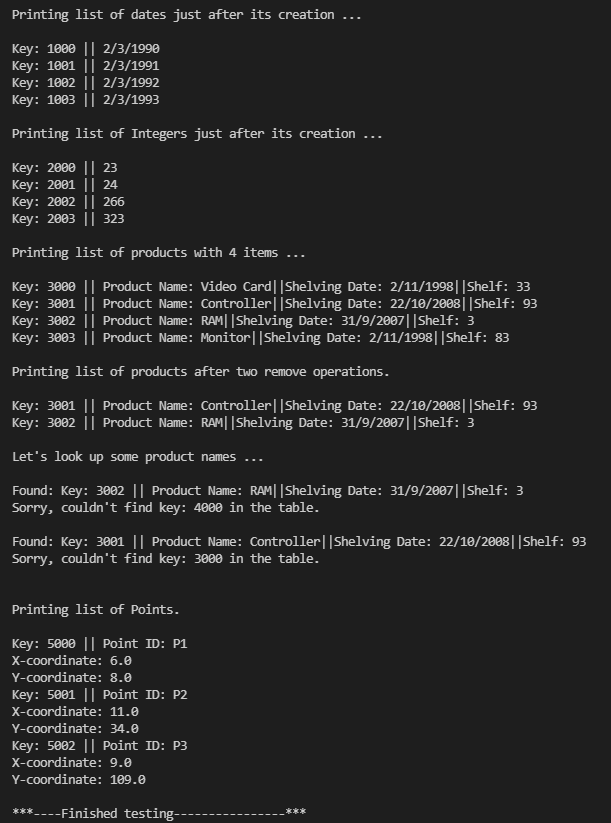 Printing list of dates just after its creation ...
Key: 1000 || 2/3/1990
Key: 1001 || 2/3/1991
Key: 1002 || 2/3/1992
Key: 1003 || 2/3/1993
Printing list of Integers just after its creation ...
Key: 2000 || 23
Key: 2001 || 24
Key: 2002 || 266
Key: 2003 || 323
Printing list of products with 4 items ...
Key: 3000 || Product Name: Video Card||Shelving Date: 2/11/1998||Shelf: 33
Key: 3001 || Product Name: Controller||Shelving Date: 22/10/2008||Shelf: 93
Key: 3002 || Product Name: RAM||Shelving Date: 31/9/2007||Shelf: 3
Key: 3003 || Product Name: Monitor||Shelving Date: 2/11/1998||Shelf: 83
Printing list of products after two remove operations.
Key: 3001 || Product Name: Controller||Shelving Date: 22/10/2008||Shelf: 93
Key: 3002 || Product Name: RAM||Shelving Date: 31/9/2007||Shelf: 3
Let's look up some product names ...
Found: Key: 3002 || Product Name: RAM||Shelving Date: 31/9/2007||Shelf: 3
Sorry, couldn't find key: 4000 in the table.
Found: Key: 3001 || Product Name: Controller||Shelving Date: 22/10/2008||Shelf: 93
Sorry, couldn't find key: 3000 in the table.
Printing list of Points.
Key: 5000 || Point ID: P1
X-coordinate: 6.0
Y-coordinate: 8.0
Key: 5001 || Point ID: P2
X-coordinate: 11.0
Y-coordinate: 34.0
Key: 5002 || Point ID: P3
X-coordinate: 9.0
Y-coordinate: 109.0
***----Finished testing----------------***